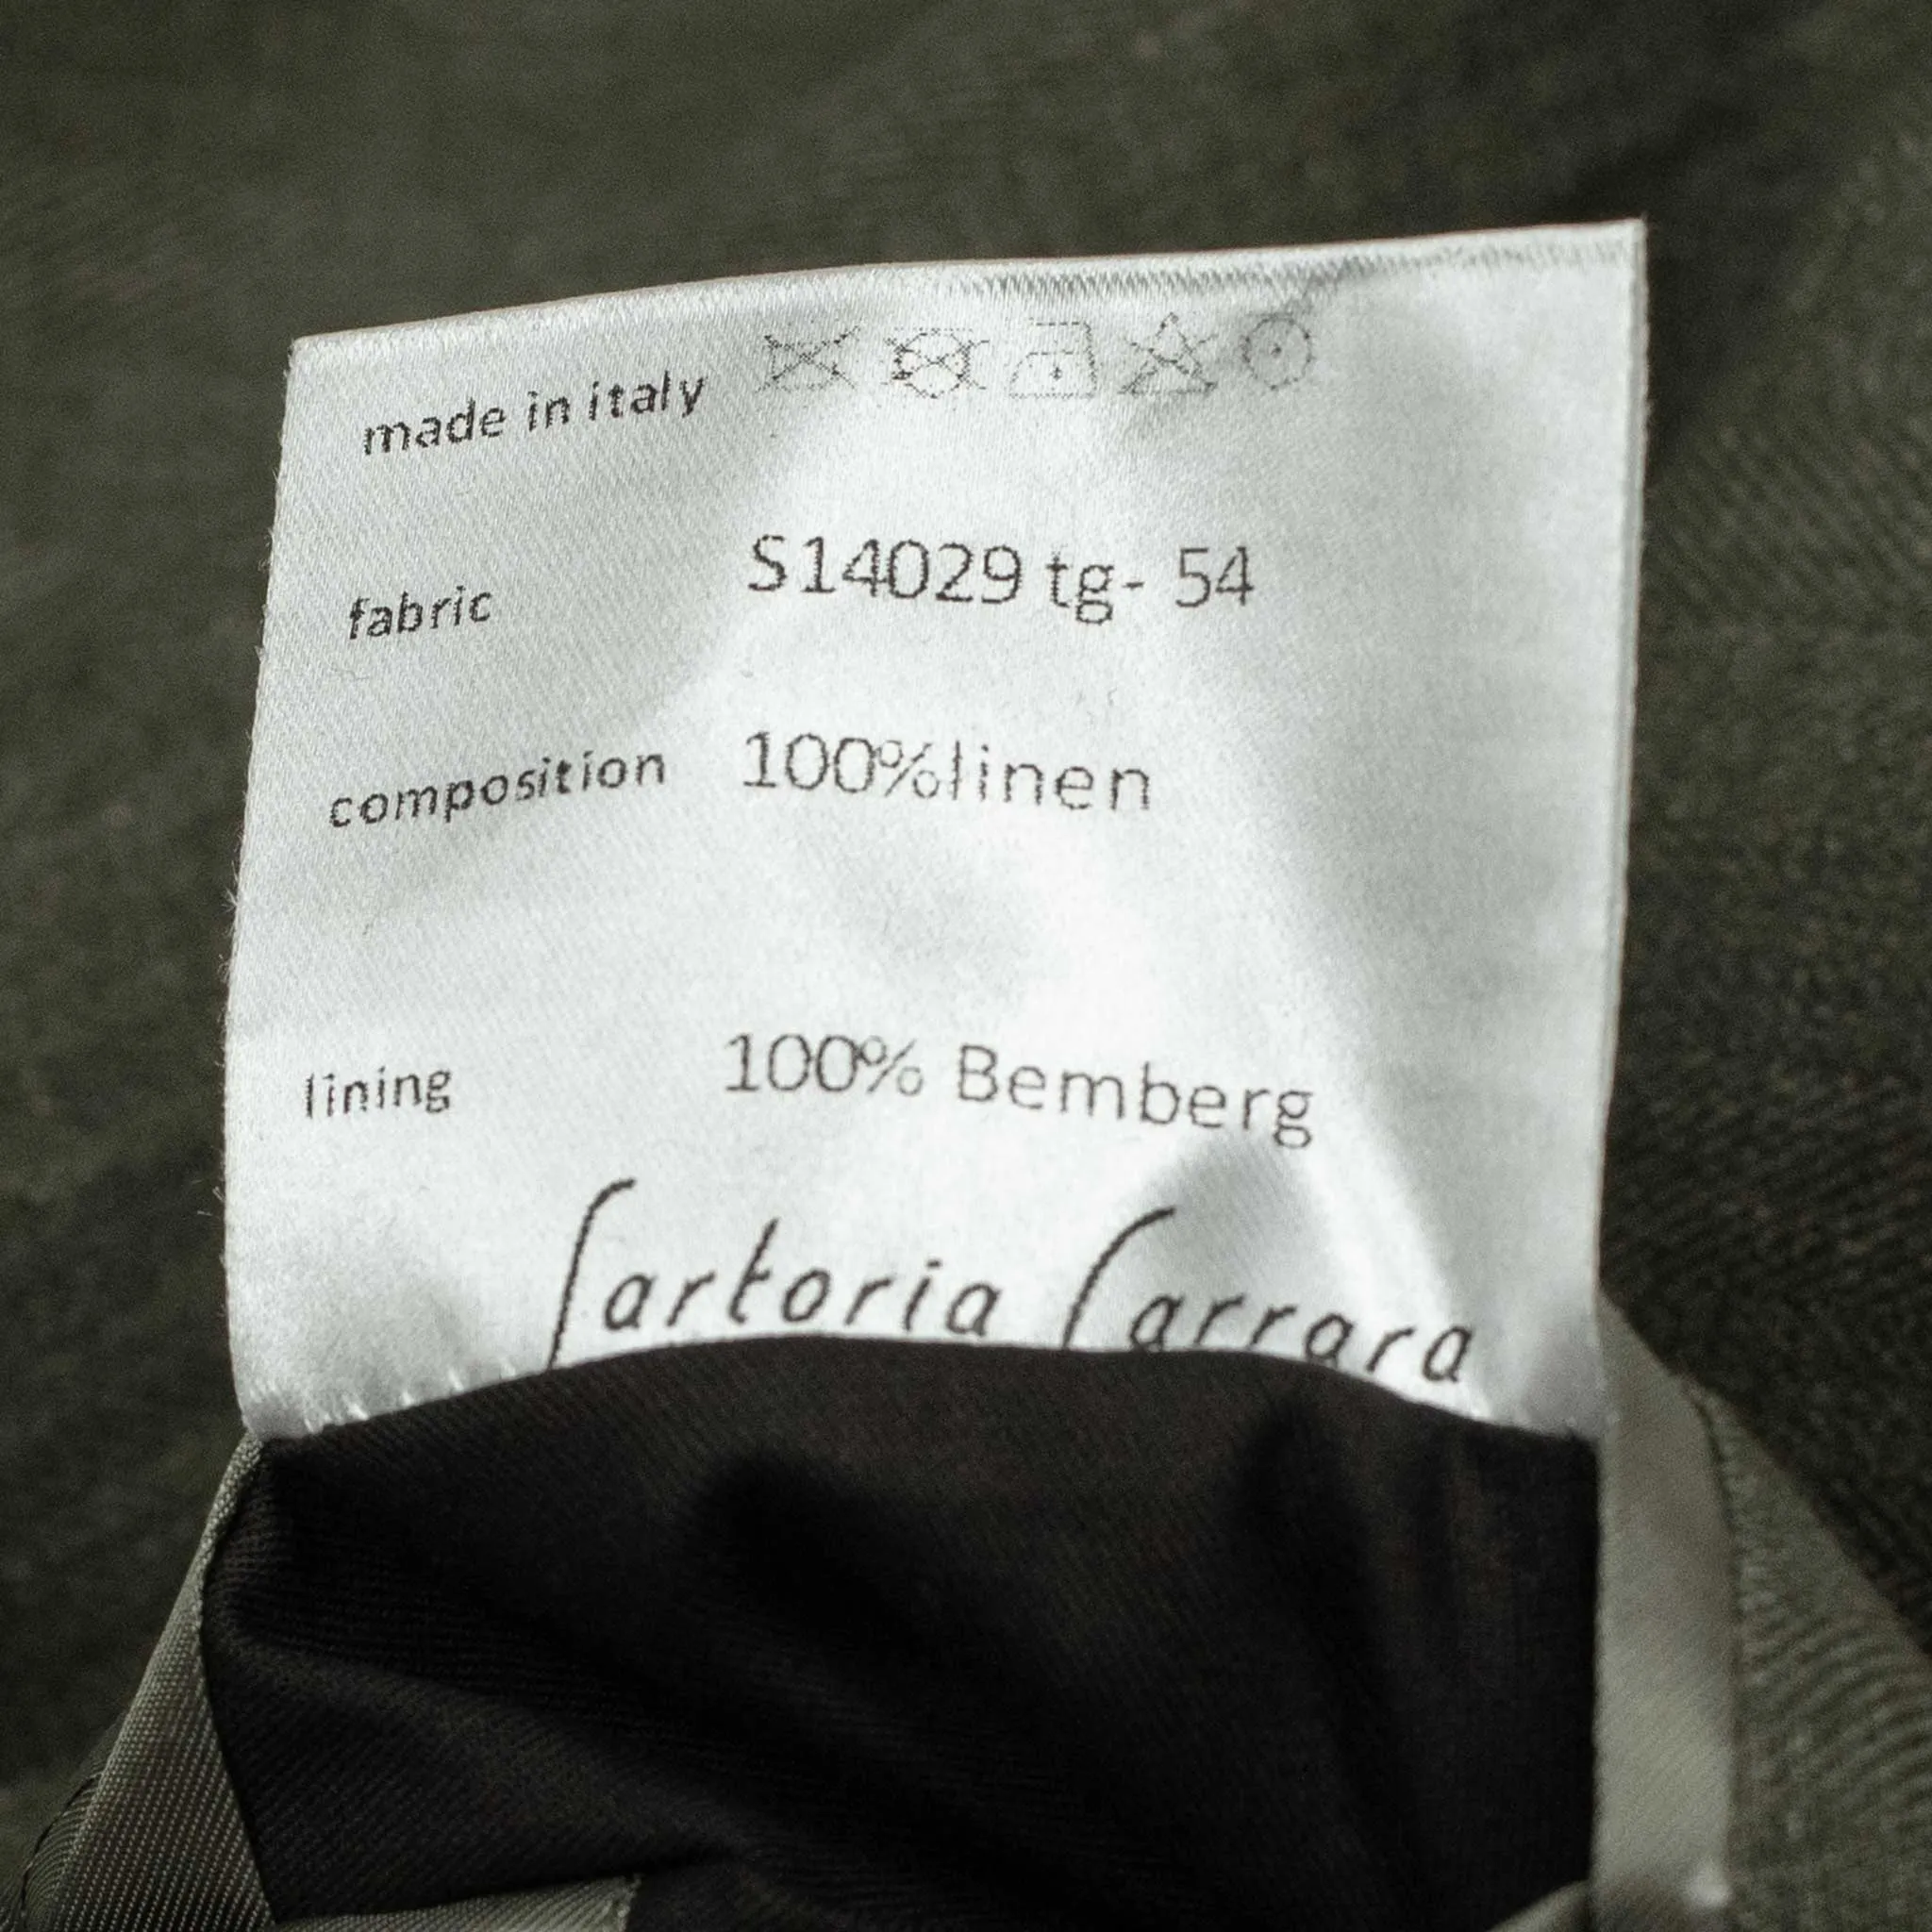 made in italy
fabric S14029 tg- 54
composition 100%linen
lining 100% Bemberg
Sartoria Carrara